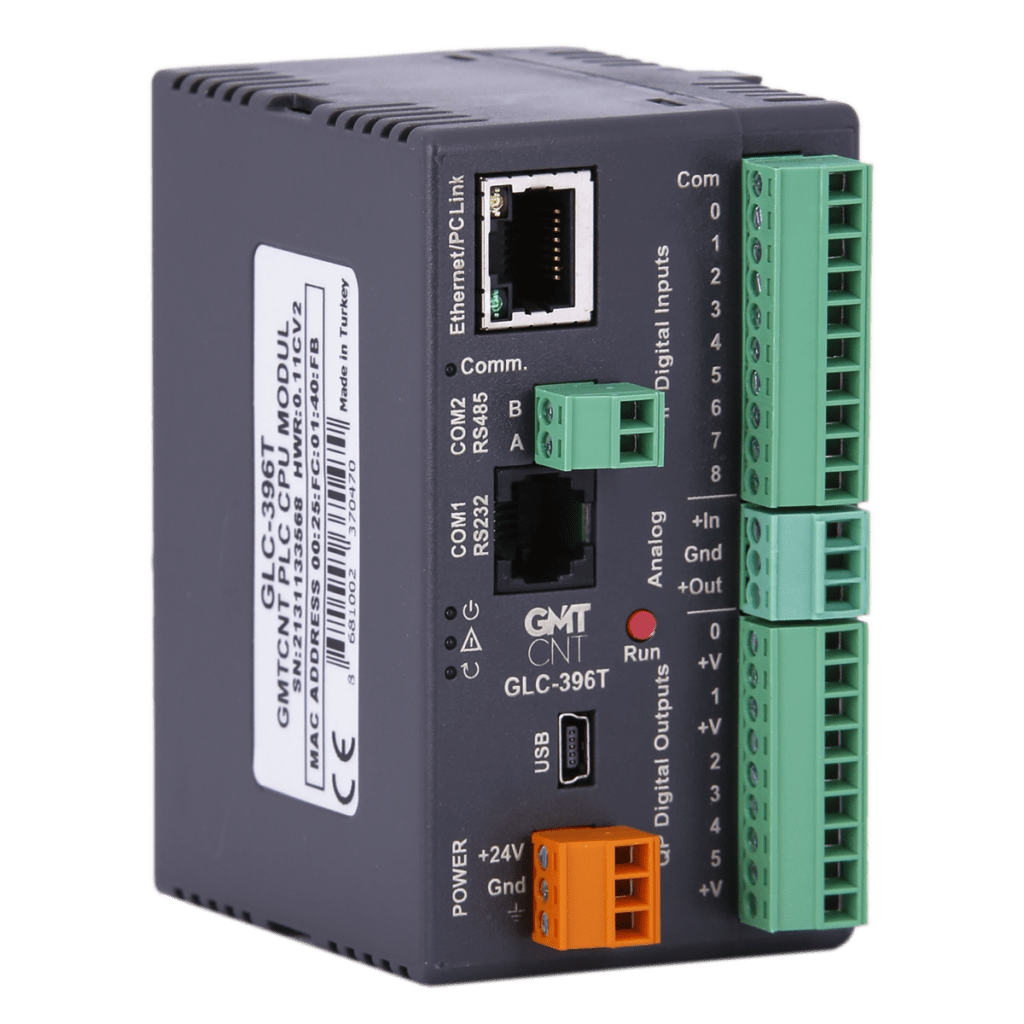 GLC-396T
GMTCNT PLC CPU MODUL
SN:21311133568 HWR:0.11CV2
MAC ADDRESS 00:25:FC:01:40:FB
8 681002 370470
Made in Turkey
CE
Ethernet/PCLink
Comm.
COM2
RS485
B
A
COM1
RS232
GMT
CNT
GLC-396T
Run
USB
POWER
+24V
Gnd
Digital Inputs
Com
0
1
2
3
4
5
6
7
8
Analog
+In
Gnd
+Out
QP Digital Outputs
0
+V
1
+V
2
3
4
5
+V